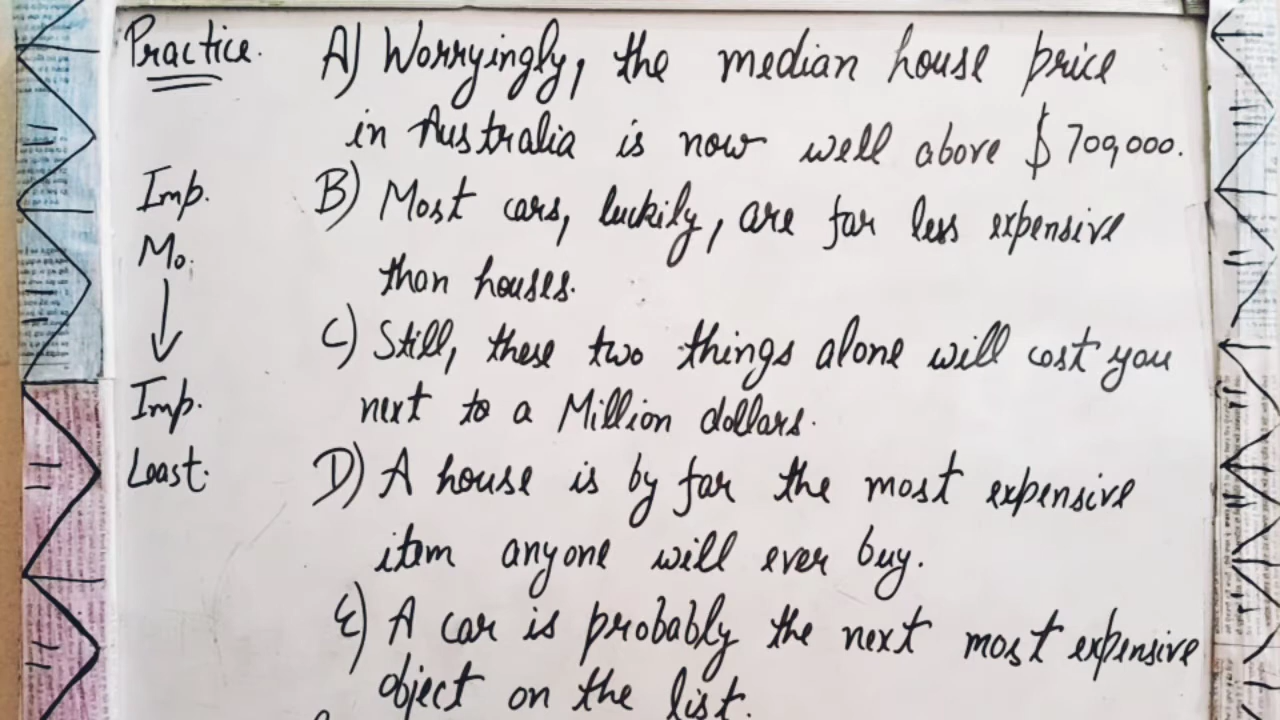 Practice.
A) Worryingly, the median house price
in Australia is now well above $700,000.
Imp.
Mo.
Imp.
Least.
B) Most cars, luckily, are far less expensive
than houses.
C) Still, these two things alone will cost you
next to a Million dollars.
D) A house is by far the most expensive
item anyone will ever buy.
E) A car is probably the next most expensive
object on the list.